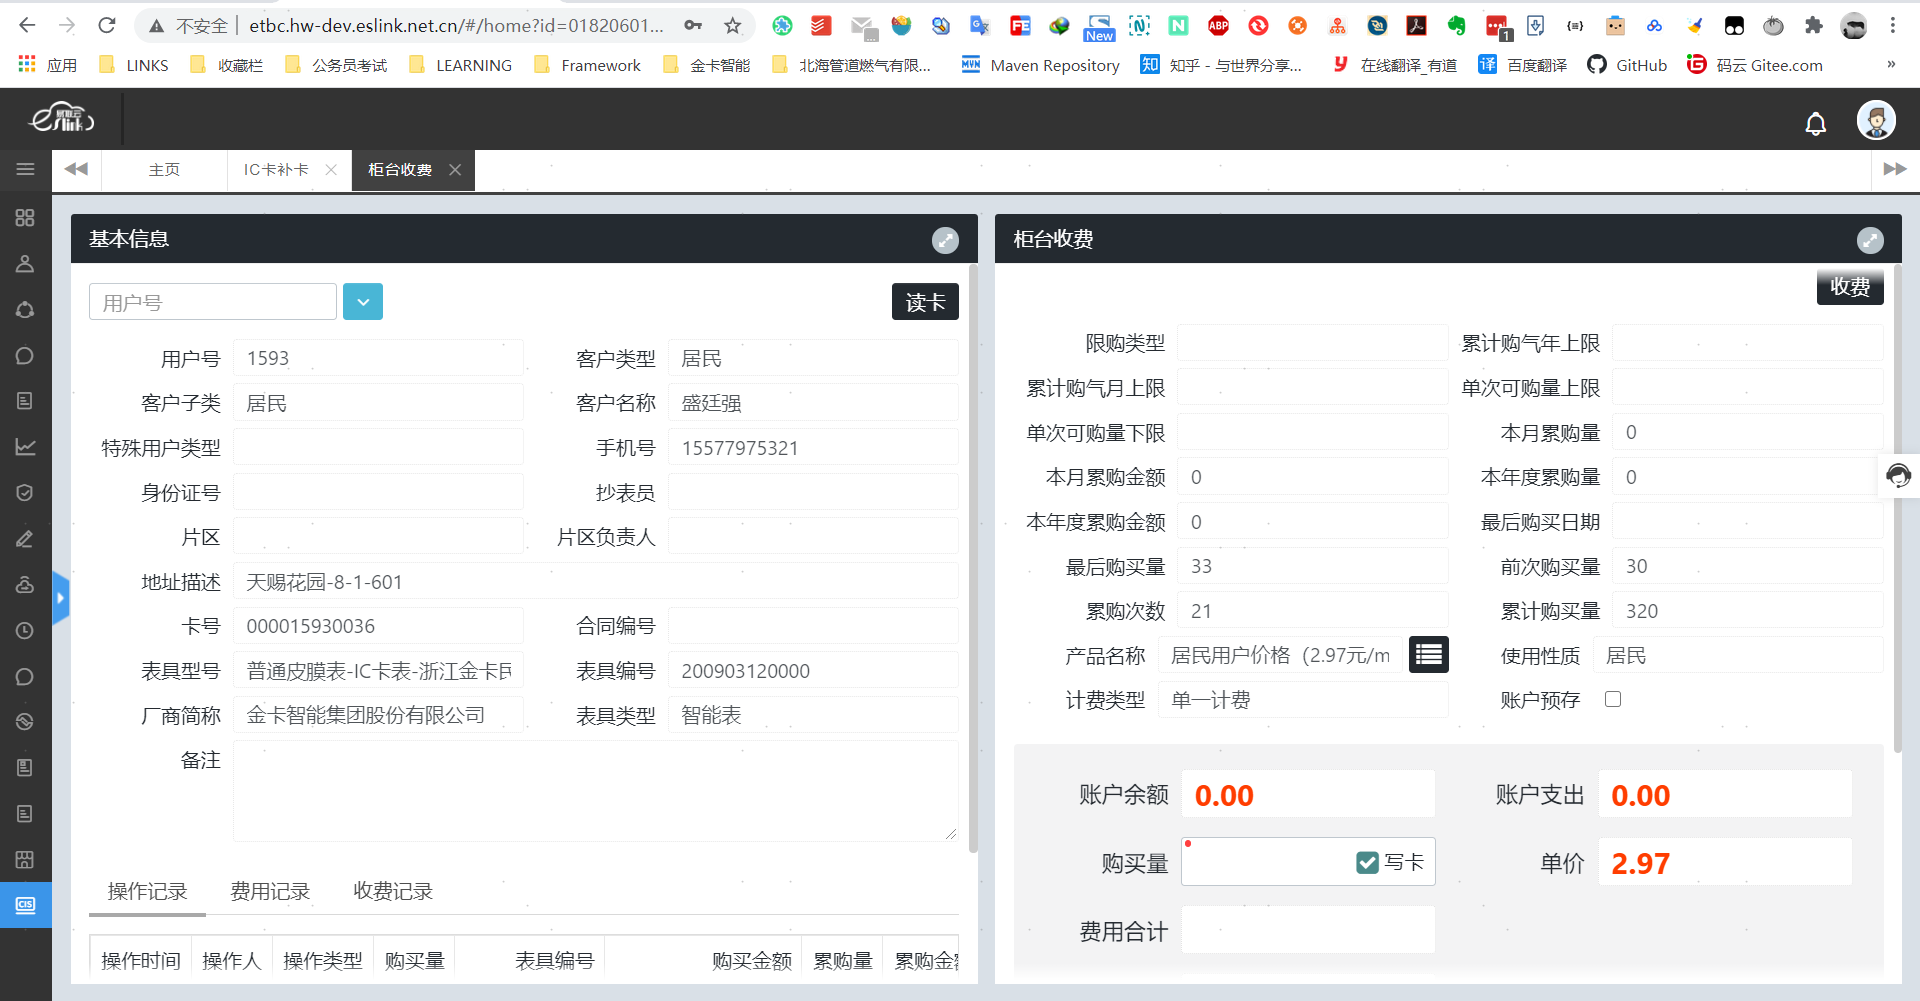 不安全 etbc.hw-dev.eslink.net.cn/#/home?id=01820601...
New
ABP
1
应用 LINKS 收藏栏 公务员考试 LEARNING Framework 金卡智能 北海管道燃气有限... Maven Repository 知乎 - 与世界分享... 在线翻译_有道 百度翻译 GitHub 码云 Gitee.com »
易联云
eslink
主页 IC卡补卡 柜台收费
基本信息
用户号 读卡
用户号 1593 客户类型 居民
客户子类 居民 客户名称 盛廷强
特殊用户类型 手机号 15577975321
身份证号 抄表员
片区 片区负责人
地址描述 天赐花园-8-1-601
卡号 000015930036 合同编号
表具型号 普通皮膜表-IC卡表-浙江金卡民 表具编号 200903120000
厂商简称 金卡智能集团股份有限公司 表具类型 智能表
备注
操作记录 费用记录 收费记录
操作时间 操作人 操作类型 购买量 表具编号 购买金额 累购量 累购金额
柜台收费
收费
限购类型 累计购气年上限
累计购气月上限 单次可购量上限
单次可购量下限 本月累购量 0
本月累购金额 0 本年度累购量 0
本年度累购金额 0 最后购买日期
最后购买量 33 前次购买量 30
累购次数 21 累计购买量 320
产品名称 居民用户价格（2.97元/m 使用性质 居民
计费类型 单一计费 账户预存
账户余额 0.00 账户支出 0.00
购买量 写卡 单价 2.97
费用合计
CIS